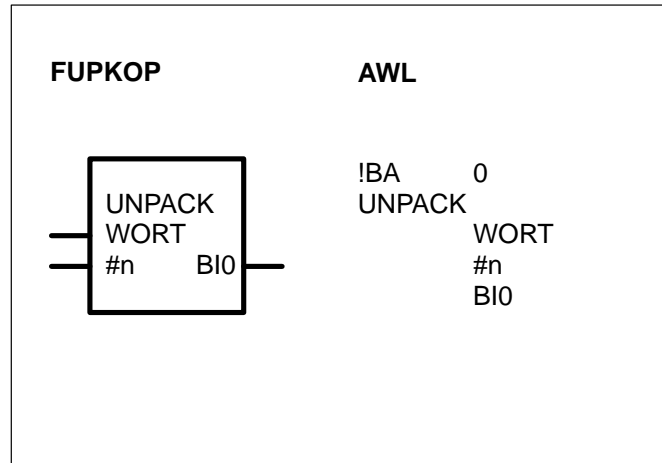 FUPKOP
UNPACK
WORT
#n BI0
AWL
!BA 0
UNPACK
WORT
#n
BI0